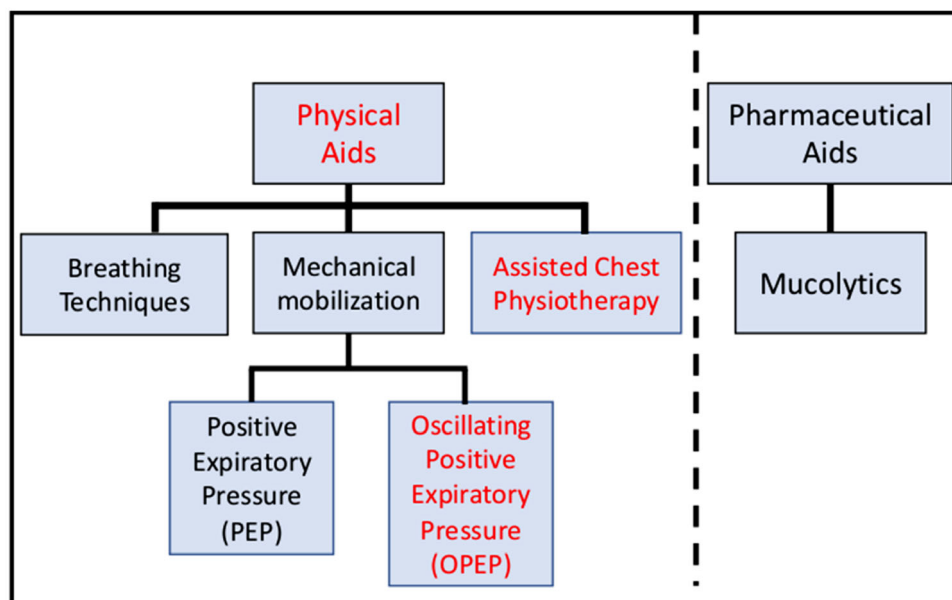 Physical
Aids
Pharmaceutical
Aids
Breathing
Techniques
Mechanical
mobilization
Assisted Chest
Physiotherapy
Mucolytics
Positive
Expiratory
Pressure
(PEP)
Oscillating
Positive
Expiratory
Pressure
(OPEP)